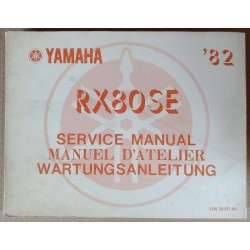 YAMAHA '82
RX80SE
SERVICE MANUAL
MANUEL D'ATELIER
WARTUNGSANLEITUNG